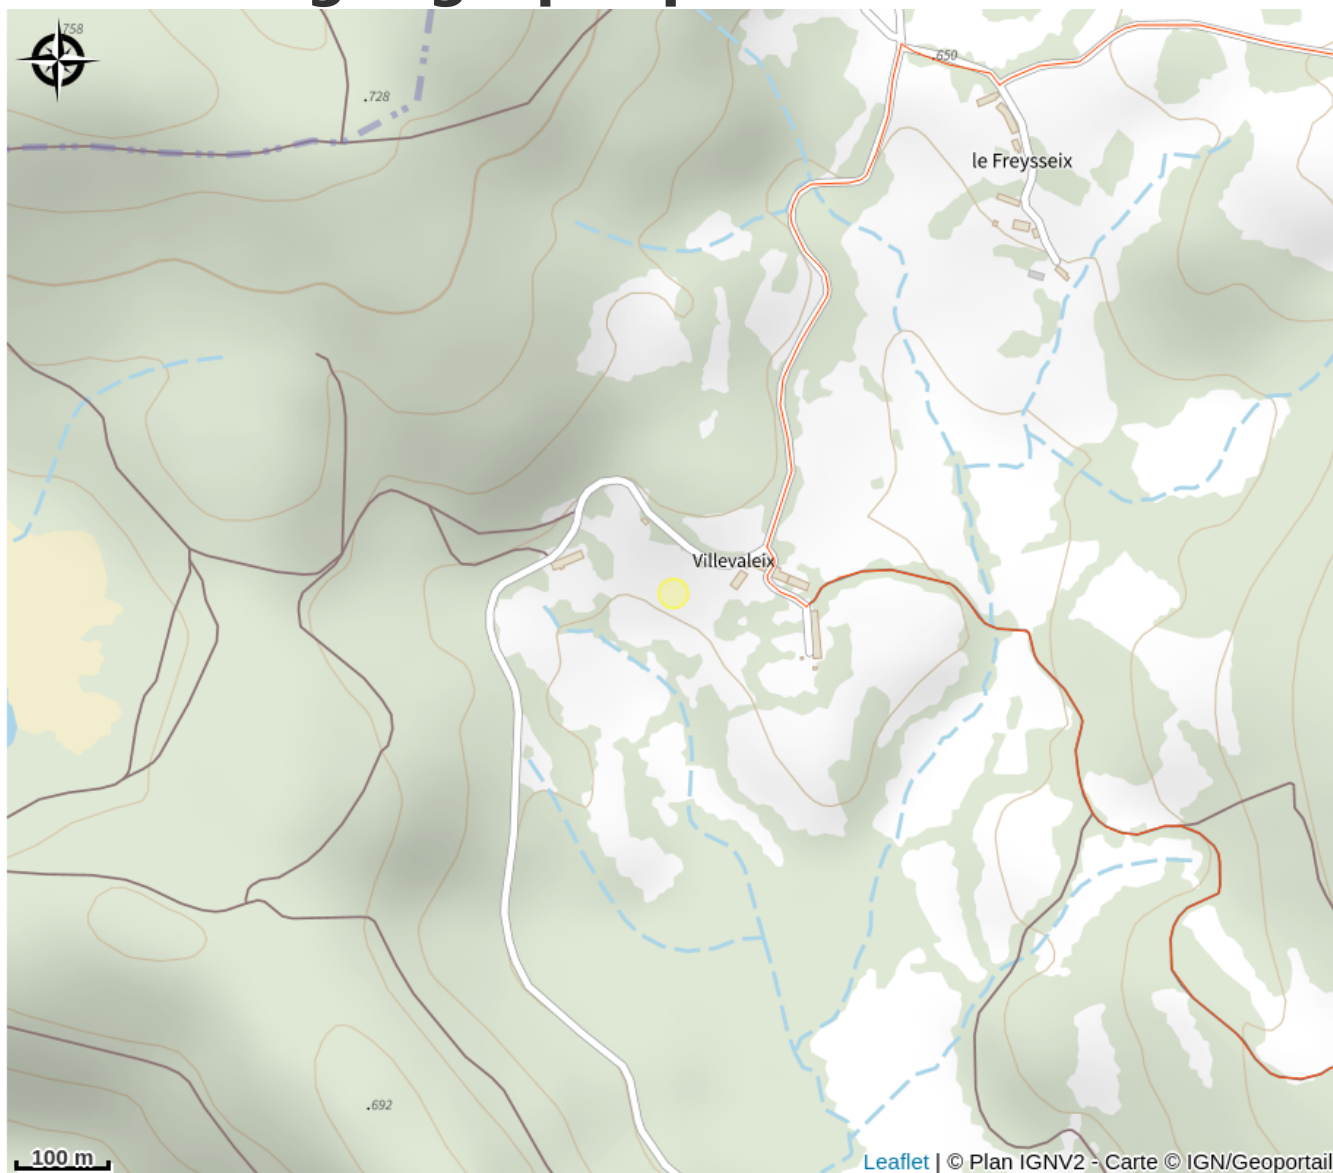 758
.728
.650
le Freysseix
Villevaleix
.692
100 m
Leaflet | © Plan IGNV2 - Carte © IGN/Geoportail